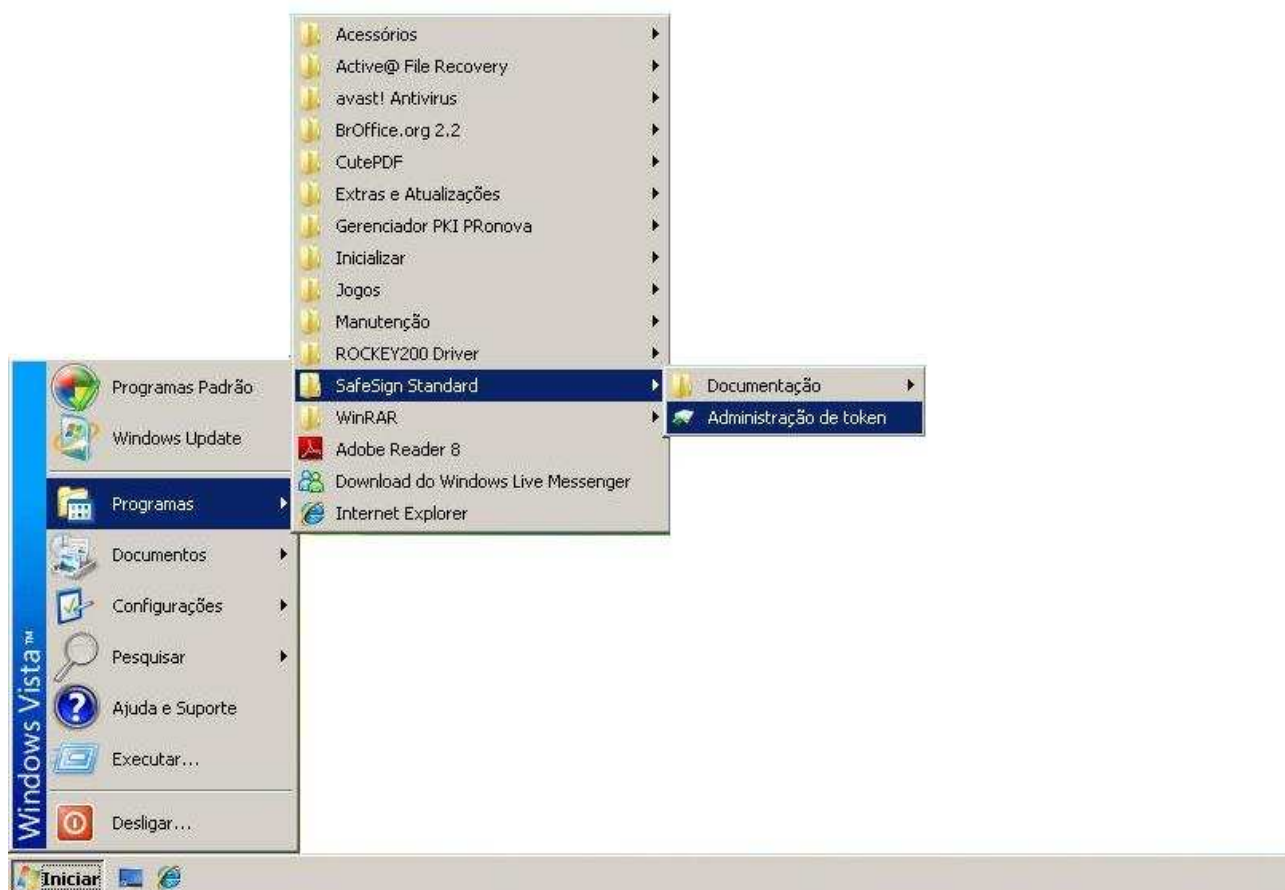 Acessórios
Active@ File Recovery
avast! Antivirus
BrOffice.org 2.2
CutePDF
Extras e Atualizações
Gerenciador PKI PRonova
Inicializar
Jogos
Manutenção
ROCKEY200 Driver
SafeSign Standard
WinRAR
Adobe Reader 8
Download do Windows Live Messenger
Internet Explorer
Documentação
Administração de token
Programas Padrão
Windows Update
Programas
Documentos
Configurações
Pesquisar
Ajuda e Suporte
Executar...
Desligar...
Windows Vista™
Iniciar